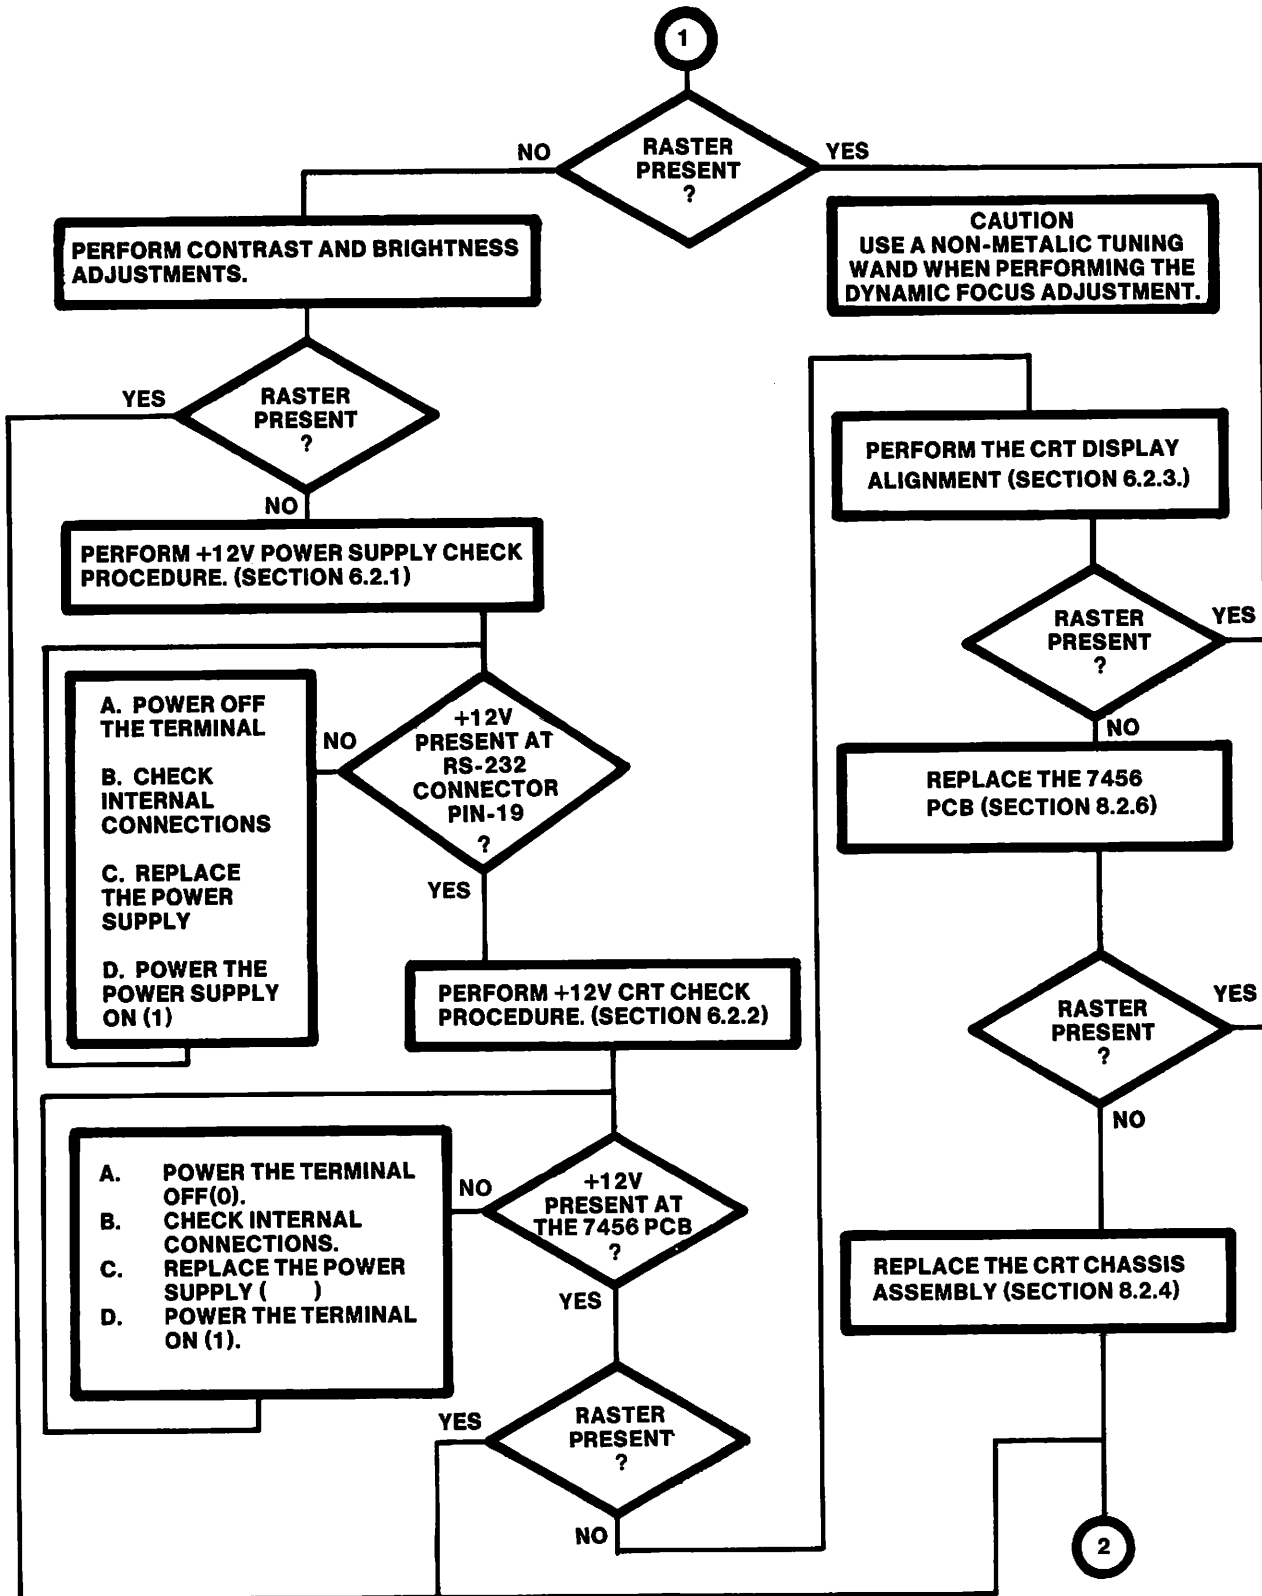 1
RASTER
PRESENT
?
NO
YES
PERFORM CONTRAST AND BRIGHTNESS
ADJUSTMENTS.
CAUTION
USE A NON-METALIC TUNING
WAND WHEN PERFORMING THE
DYNAMIC FOCUS ADJUSTMENT.
YES
RASTER
PRESENT
?
NO
PERFORM +12V POWER SUPPLY CHECK
PROCEDURE. (SECTION 6.2.1)
A. POWER OFF
THE TERMINAL
B. CHECK
INTERNAL
CONNECTIONS
C. REPLACE
THE POWER
SUPPLY
D. POWER THE
POWER SUPPLY
ON (1)
NO
+12V
PRESENT AT
RS-232
CONNECTOR
PIN-19
?
YES
PERFORM +12V CRT CHECK
PROCEDURE. (SECTION 6.2.2)
A. POWER THE TERMINAL
OFF(0).
B. CHECK INTERNAL
CONNECTIONS.
C. REPLACE THE POWER
SUPPLY ( )
D. POWER THE TERMINAL
ON (1).
NO
+12V
PRESENT AT
THE 7456 PCB
?
YES
YES
RASTER
PRESENT
?
NO
PERFORM THE CRT DISPLAY
ALIGNMENT (SECTION 6.2.3.)
RASTER
PRESENT
?
YES
NO
REPLACE THE 7456
PCB (SECTION 8.2.6)
RASTER
PRESENT
?
YES
NO
REPLACE THE CRT CHASSIS
ASSEMBLY (SECTION 8.2.4)
2